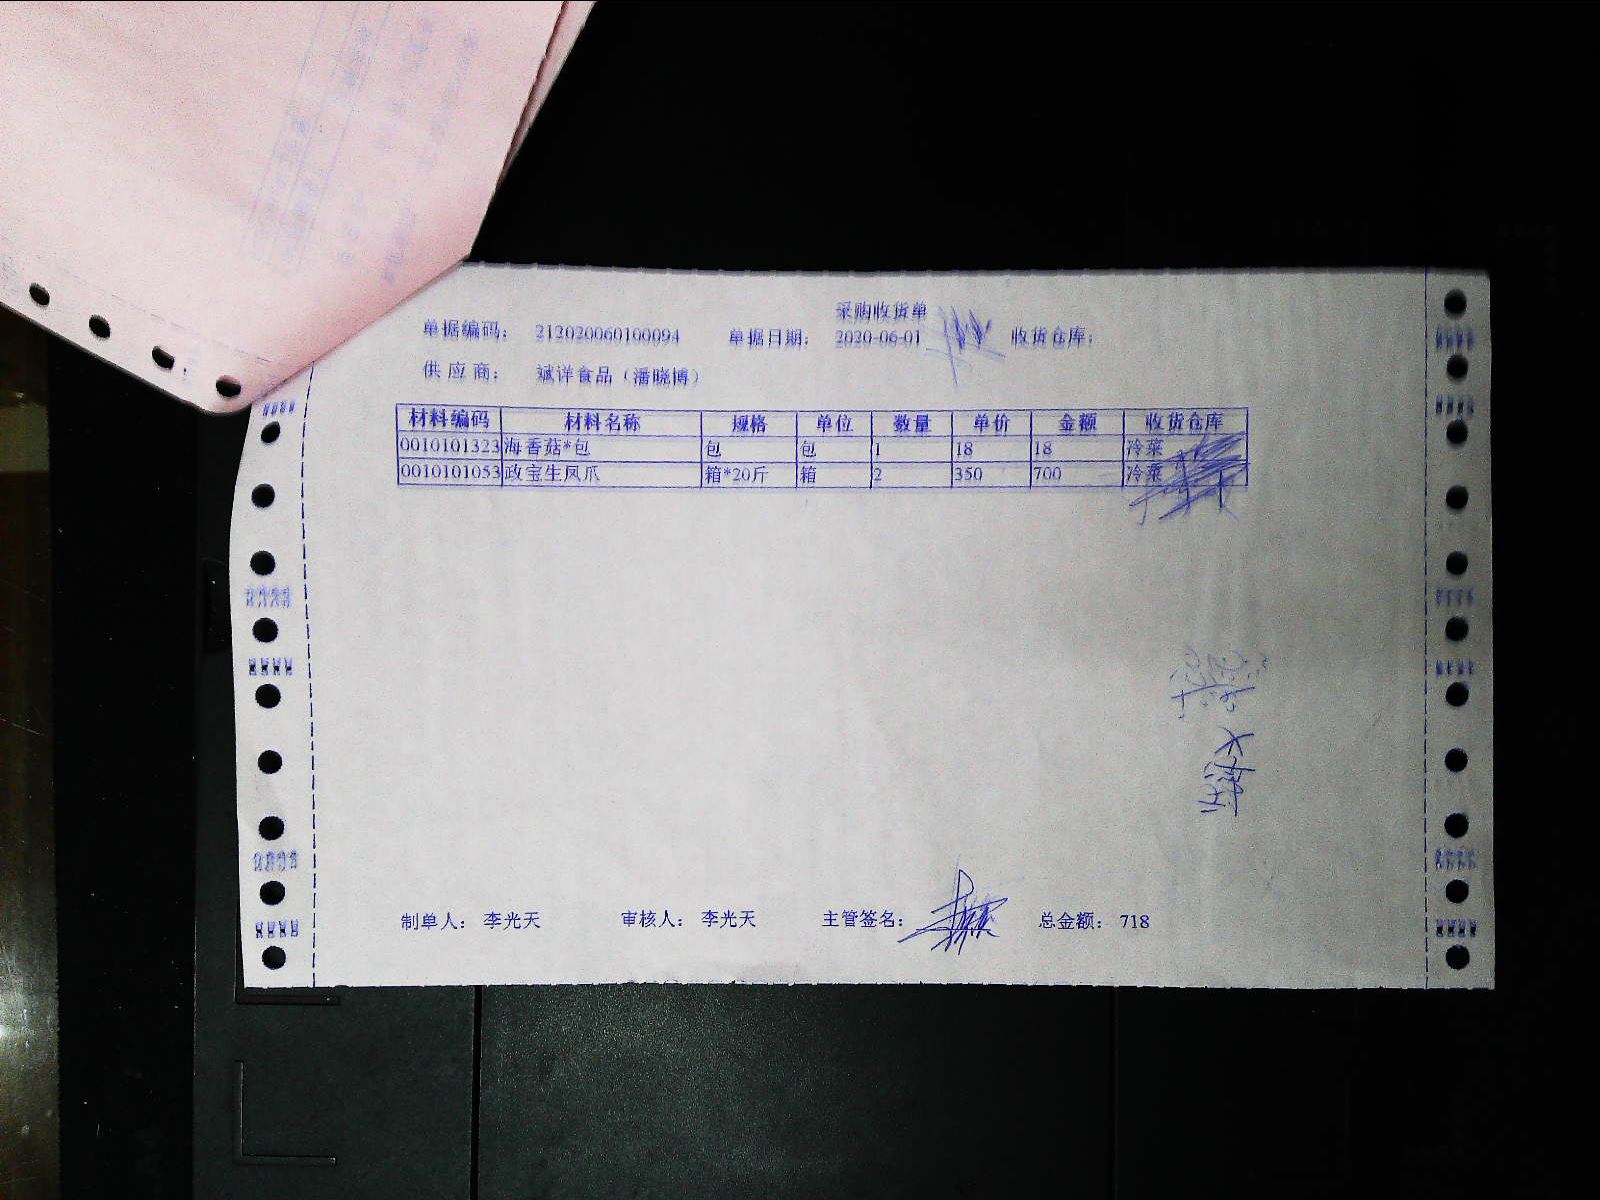 采购收货单
单据编码： 212020060100094 单据日期： 2020-06-01 收货仓库：
供 应 商： 斌详食品（潘晓博）
材料编码 材料名称 规格 单位 数量 单价 金额 收货仓库
0010101323 海香菇*包 包 包 1 18 18 冷菜
0010101053 政宝生凤爪 箱*20斤 箱 2 350 700 冷菜
制单人： 李光天 审核人： 李光天 主管签名： 总金额： 718